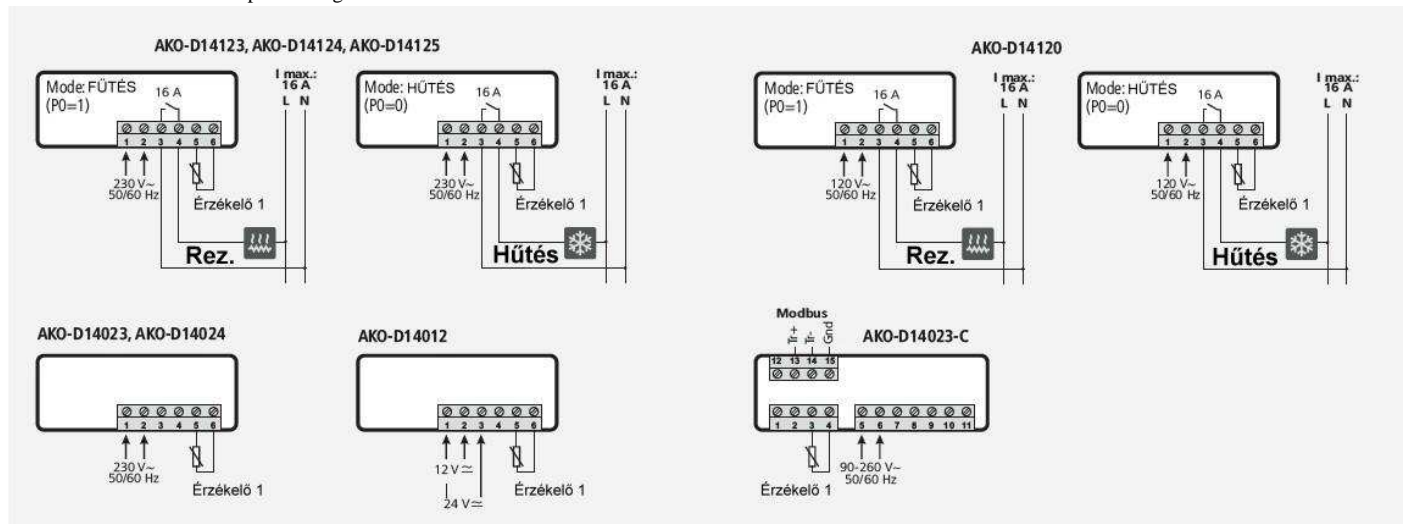 AKO-D14123, AKO-D14124, AKO-D14125
Mode: FŰTÉS
(P0=1)
16 A
I max.:
16 A
L N
1 2 3 4 5 6
230 V~
50/60 Hz
Érzékelő 1
Rez.
Mode: HŰTÉS
(P0=0)
16 A
I max.:
16 A
L N
1 2 3 4 5 6
230 V~
50/60 Hz
Érzékelő 1
Hűtés
AKO-D14120
Mode: FŰTÉS
(P0=1)
16 A
I max.:
16 A
L N
1 2 3 4 5 6
120 V~
50/60 Hz
Érzékelő 1
Rez.
Mode: HŰTÉS
(P0=0)
16 A
I max.:
16 A
L N
1 2 3 4 5 6
120 V~
50/60 Hz
Érzékelő 1
Hűtés
AKO-D14023, AKO-D14024
1 2 3 4 5 6
230 V~
50/60 Hz
Érzékelő 1
AKO-D14012
1 2 3 4 5 6
12 V ≂
24 V ≂
Érzékelő 1
Modbus
Tr+ Tr- Gnd
AKO-D14023-C
12 13 14 15
1 2 3 4 5 6 7 8 9 10 11
90-260 V~
50/60 Hz
Érzékelő 1